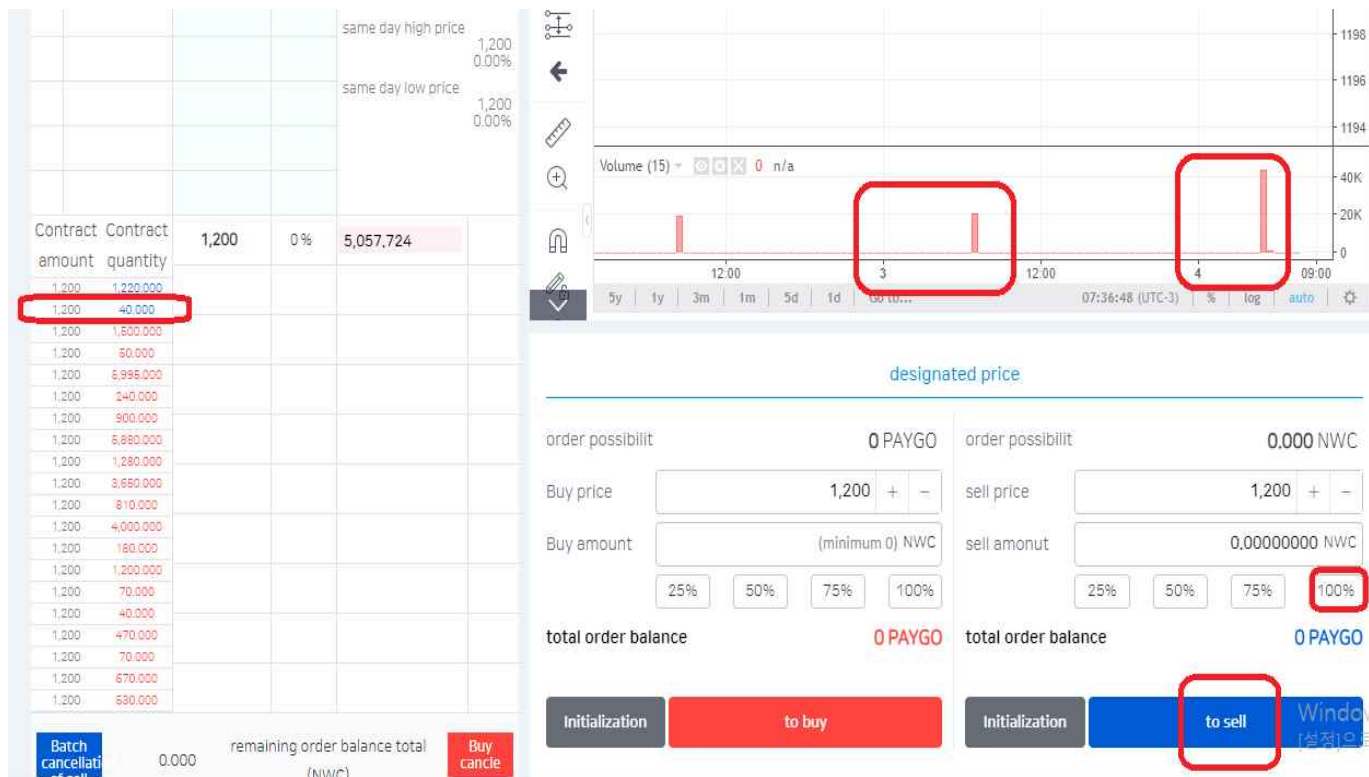 same day high price
1,200
0.00%
same day low price
1,200
0.00%
Contract Contract
amount quantity
1,200 0 % 5,057,724
1,200 1,220.000
1,200 40.000
1,200 1,500.000
1,200 50.000
1,200 6,995.000
1,200 240.000
1,200 900.000
1,200 6,880.000
1,200 1,280.000
1,200 3,650.000
1,200 810.000
1,200 4,000.000
1,200 180.000
1,200 1,200.000
1,200 70.000
1,200 40.000
1,200 470.000
1,200 70.000
1,200 670.000
1,200 530.000
Batch
cancellati
of sell
0.000
remaining order balance total
(NWC)
Buy
cancle
1198
1196
1194
Volume (15) 0 n/a
40K
20K
0
12:00 3 12:00 4 09:00
5y 1y 3m 1m 5d 1d Go to... 07:36:48 (UTC-3) % log auto
designated price
order possibilit 0 PAYGO
Buy price 1,200 + −
Buy amount (minimum 0) NWC
25% 50% 75% 100%
total order balance 0 PAYGO
Initialization to buy
order possibilit 0.000 NWC
sell price 1,200 + −
sell amonut 0.00000000 NWC
25% 50% 75% 100%
total order balance 0 PAYGO
Initialization to sell
Window
[설정]으로